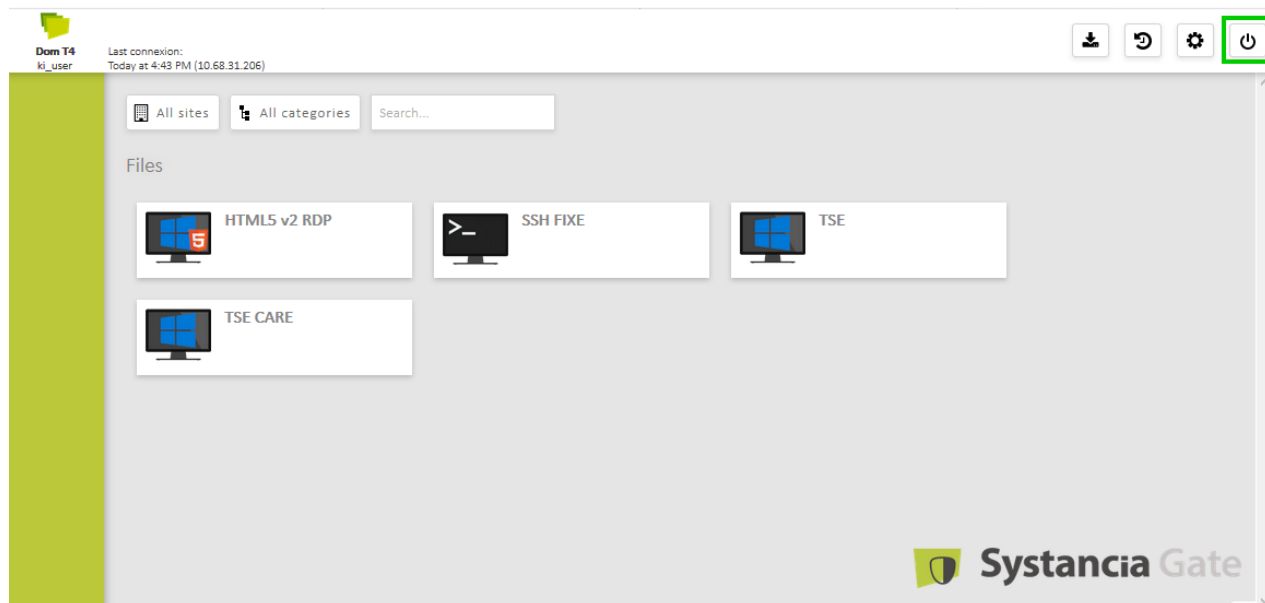 Dom T4
ki_user
Last connexion:
Today at 4:43 PM (10.68.31.206)
All sites
All categories
Search...
Files
HTML5 v2 RDP
5
>_
SSH FIXE
TSE
TSE CARE
Systancia Gate